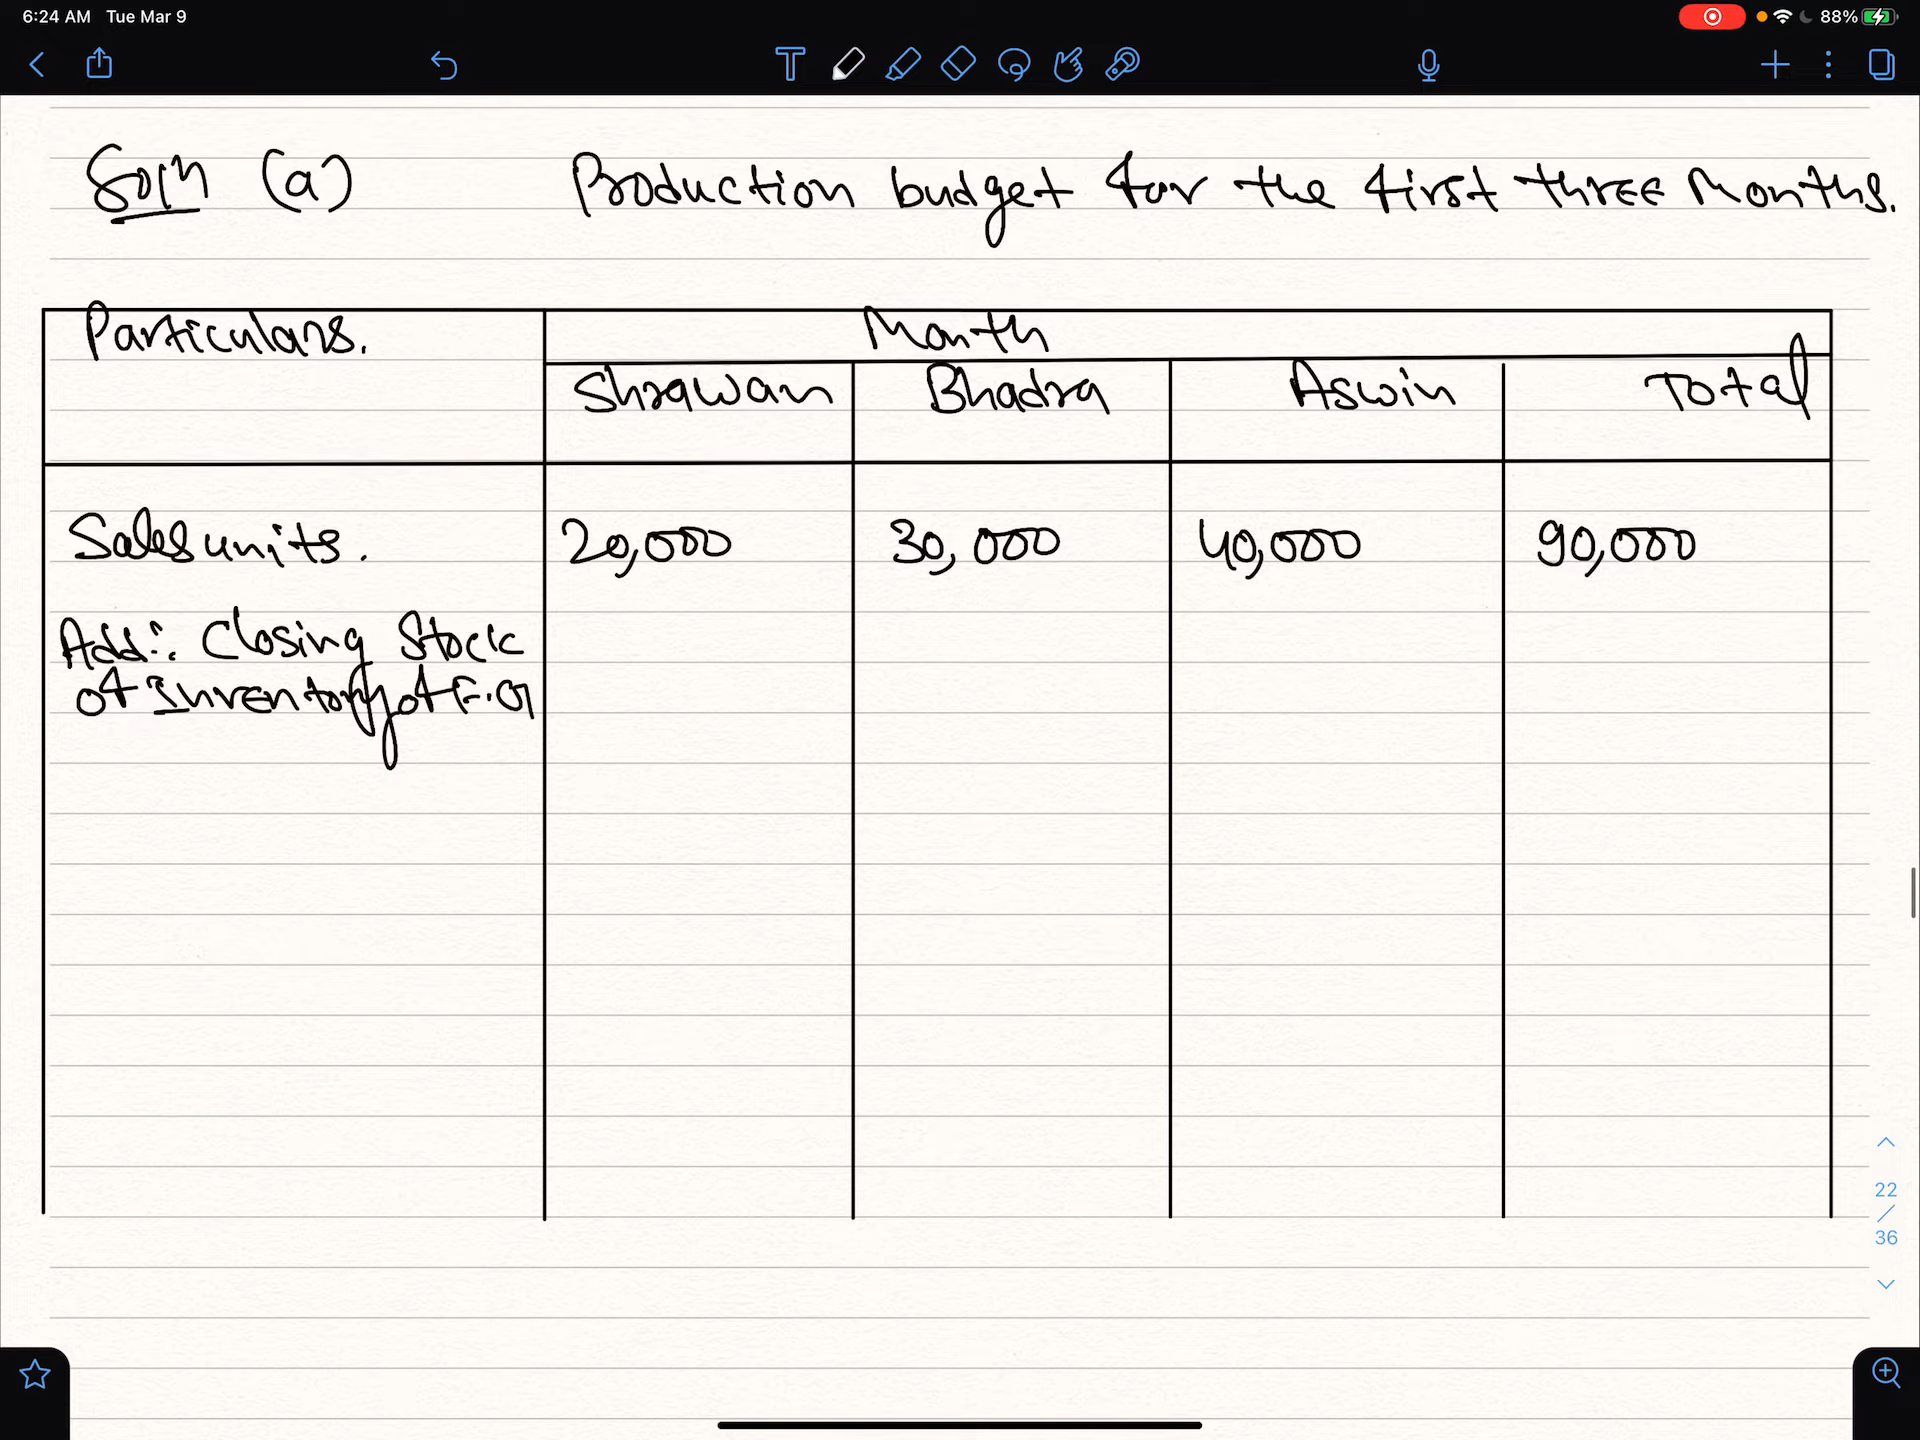 6:24 AM Tue Mar 9
88%
Soln (a) Production budget for the first three Months.
Particulars. Month
Shrawan Bhadra Aswin Total
Sales units. 20,000 30,000 40,000 90,000
Add:. Closing Stock
of Inventory of F.G
22
/
36